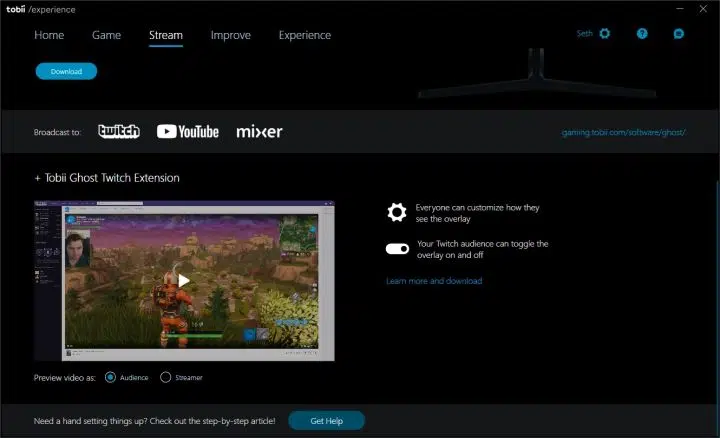 tobii /experience
Home Game Stream Improve Experience
Seth
Download
Broadcast to: twitch YouTube mixer
gaming.tobii.com/software/ghost/
+ Tobii Ghost Twitch Extension
Everyone can customize how they
see the overlay
Your Twitch audience can toggle the
overlay on and off
Learn more and download
Preview video as: Audience Streamer
Need a hand setting things up? Check out the step-by-step article!
Get Help